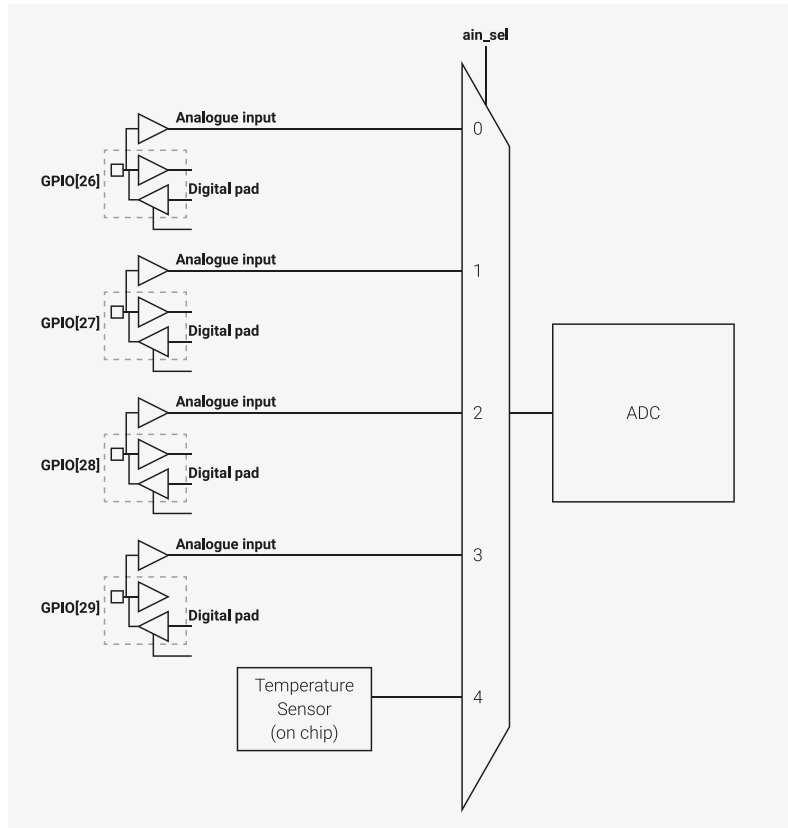 ain_sel
Analogue input
0
GPIO[26]
Digital pad
Analogue input
1
GPIO[27]
Digital pad
Analogue input
2
ADC
GPIO[28]
Digital pad
Analogue input
3
GPIO[29]
Digital pad
Temperature
Sensor
(on chip)
4